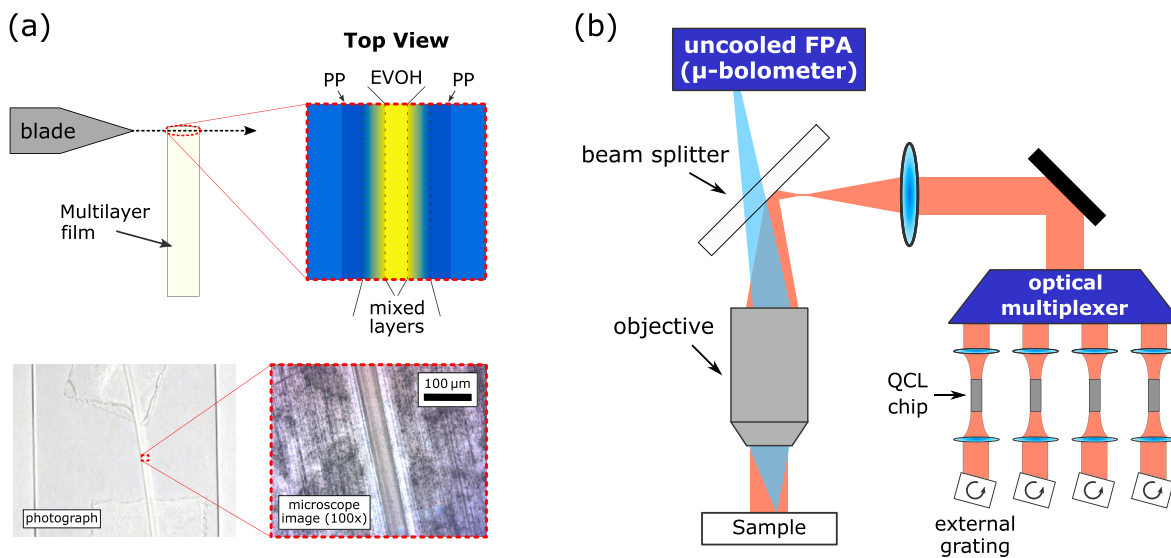 (a)
Top View
PP
EVOH
PP
blade
Multilayer
film
mixed
layers
photograph
100 µm
microscope
image (100x)
(b)
uncooled FPA
(µ-bolometer)
beam splitter
objective
optical
multiplexer
QCL
chip
Sample
external
grating